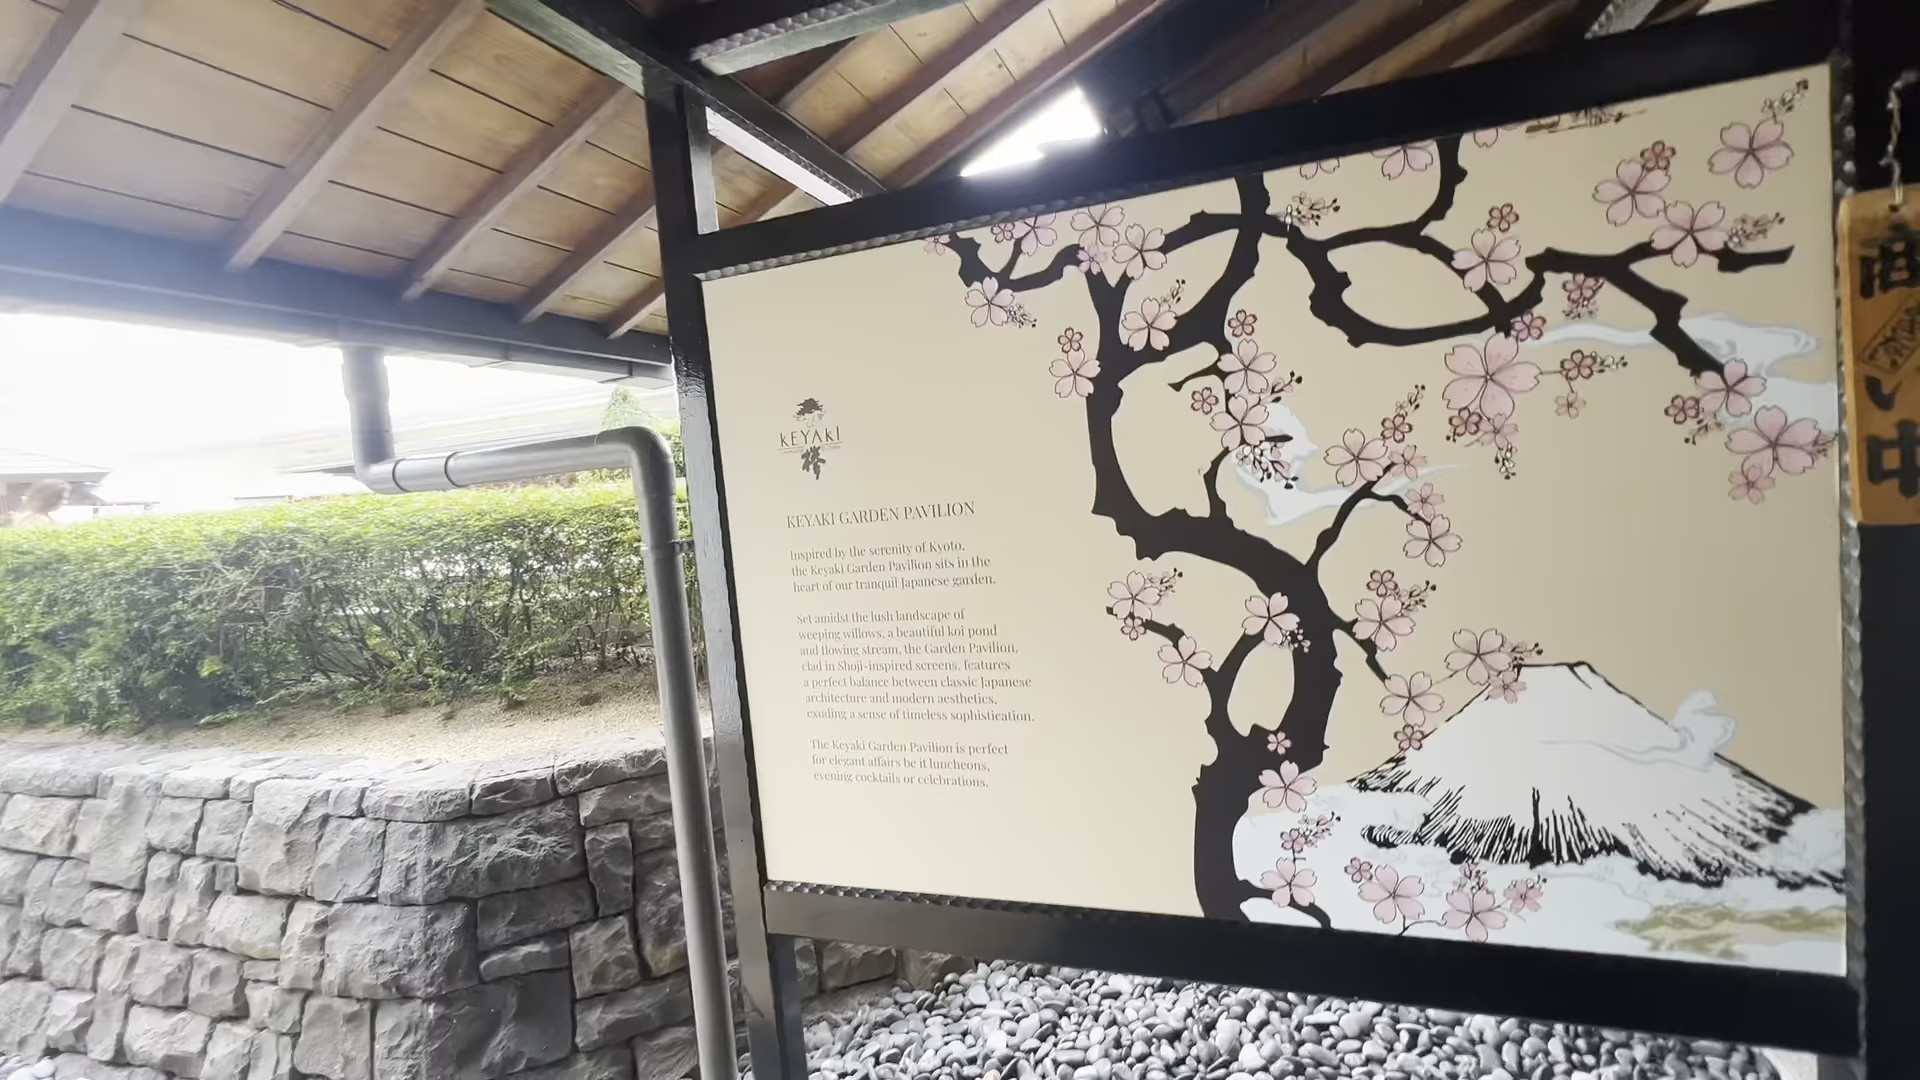 KEYAKI
欅
KEYAKI GARDEN PAVILION
Inspired by the serenity of Kyoto,
the Keyaki Garden Pavilion sits in the
heart of our tranquil Japanese garden.
Set amidst the lush landscape of
weeping willows, a beautiful koi pond
and flowing stream, the Garden Pavilion,
clad in Shoji-inspired screens, features
a perfect balance between classic Japanese
architecture and modern aesthetics,
exuding a sense of timeless sophistication.
The Keyaki Garden Pavilion is perfect
for elegant affairs be it luncheons,
evening cocktails or celebrations.
中